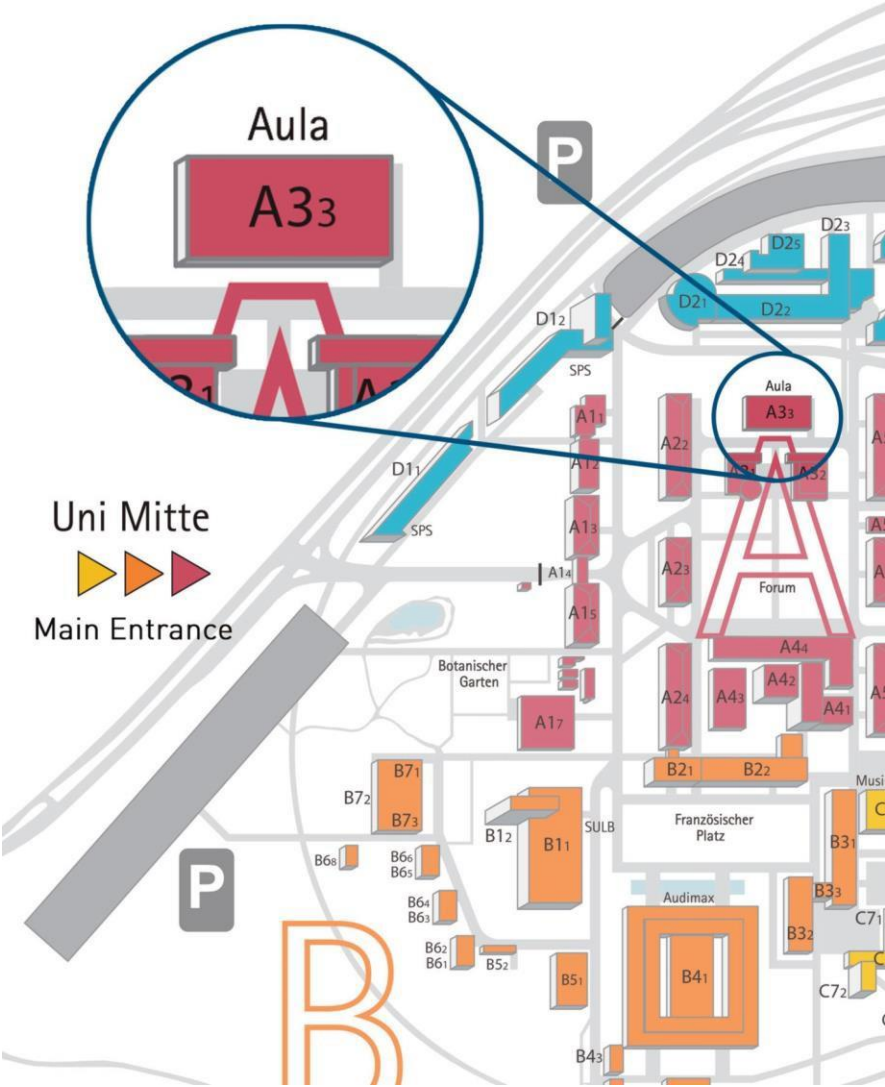 Aula
A33
P
D23
D25
D24
D21
D22
D12
SPS
Aula
A33
A11
A22
A12
A32
D11
SPS
Uni Mitte
Main Entrance
A13
A14
A23
A15
Forum
A44
Botanischer
Garten
A42
A24
A43
A41
A17
B21
B22
B71
B72
B73
Musi
B12
B11
SULB
Französischer
Platz
B31
P
B68
B66
B65
B33
B64
B63
Audimax
C71
B32
B62
B61
B52
B51
B41
C72
B43
B